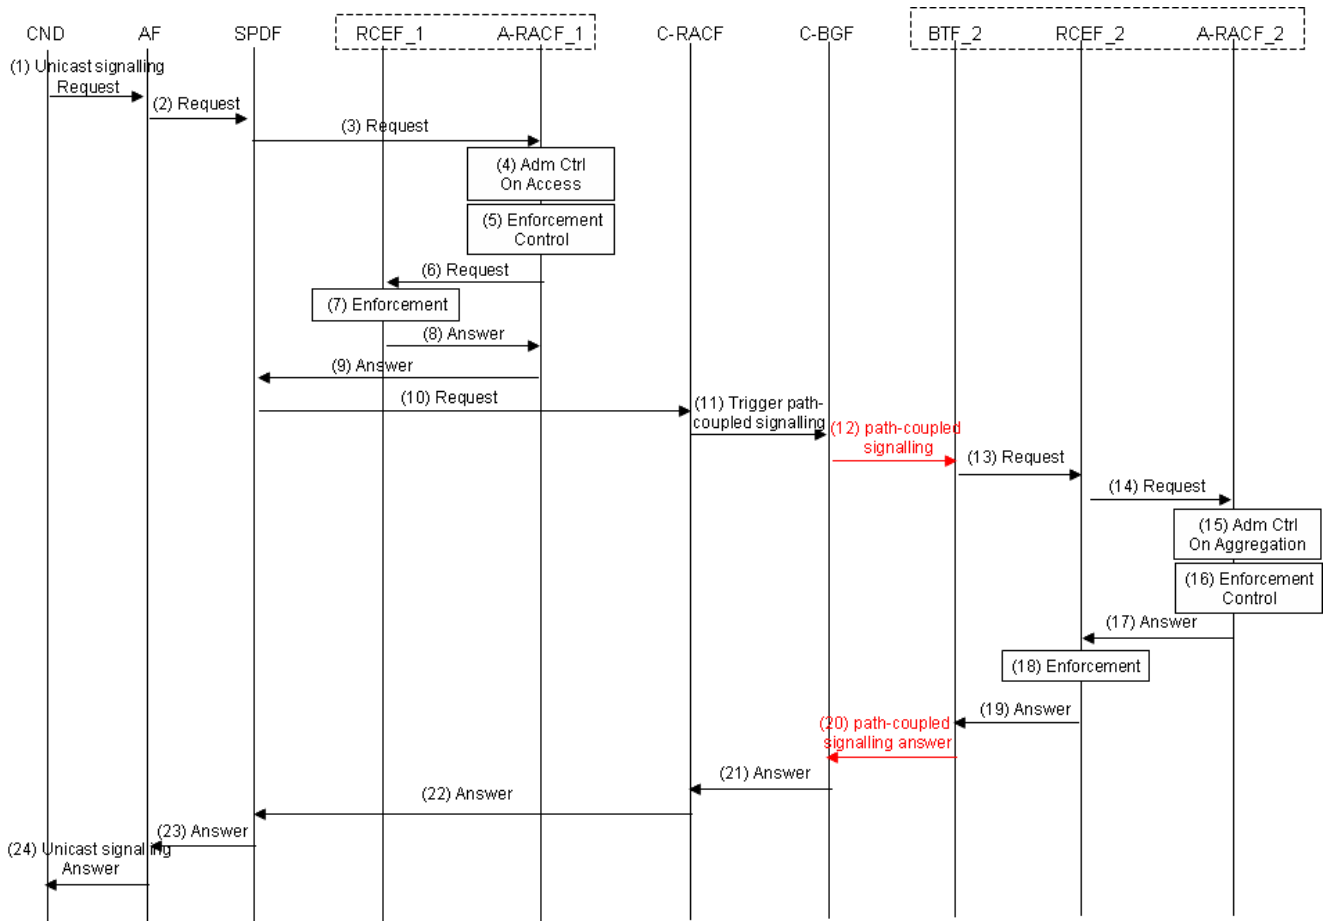 CND AF SPDF RCEF_1 A-RACF_1 C-RACF C-BGF BTF_2 RCEF_2 A-RACF_2
(1) Unicast signalling
Request
(2) Request
(3) Request
(4) Adm Ctrl
On Access
(5) Enforcement
Control
(6) Request
(7) Enforcement
(8) Answer
(9) Answer
(10) Request
(11) Trigger path-
coupled signalling
(12) path-coupled
signalling
(13) Request
(14) Request
(15) Adm Ctrl
On Aggregation
(16) Enforcement
Control
(17) Answer
(18) Enforcement
(19) Answer
(20) path-coupled
signalling answer
(21) Answer
(22) Answer
(23) Answer
(24) Unicast signalling
Answer